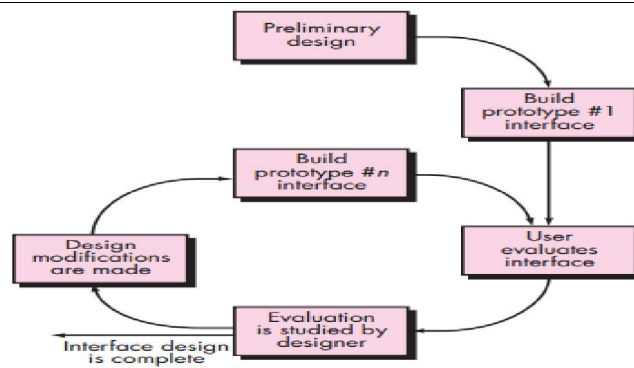 Preliminary
design
Build
prototype #1
interface
Build
prototype #n
interface
User
evaluates
interface
Design
modifications
are made
Evaluation
is studied by
designer
Interface design
is complete